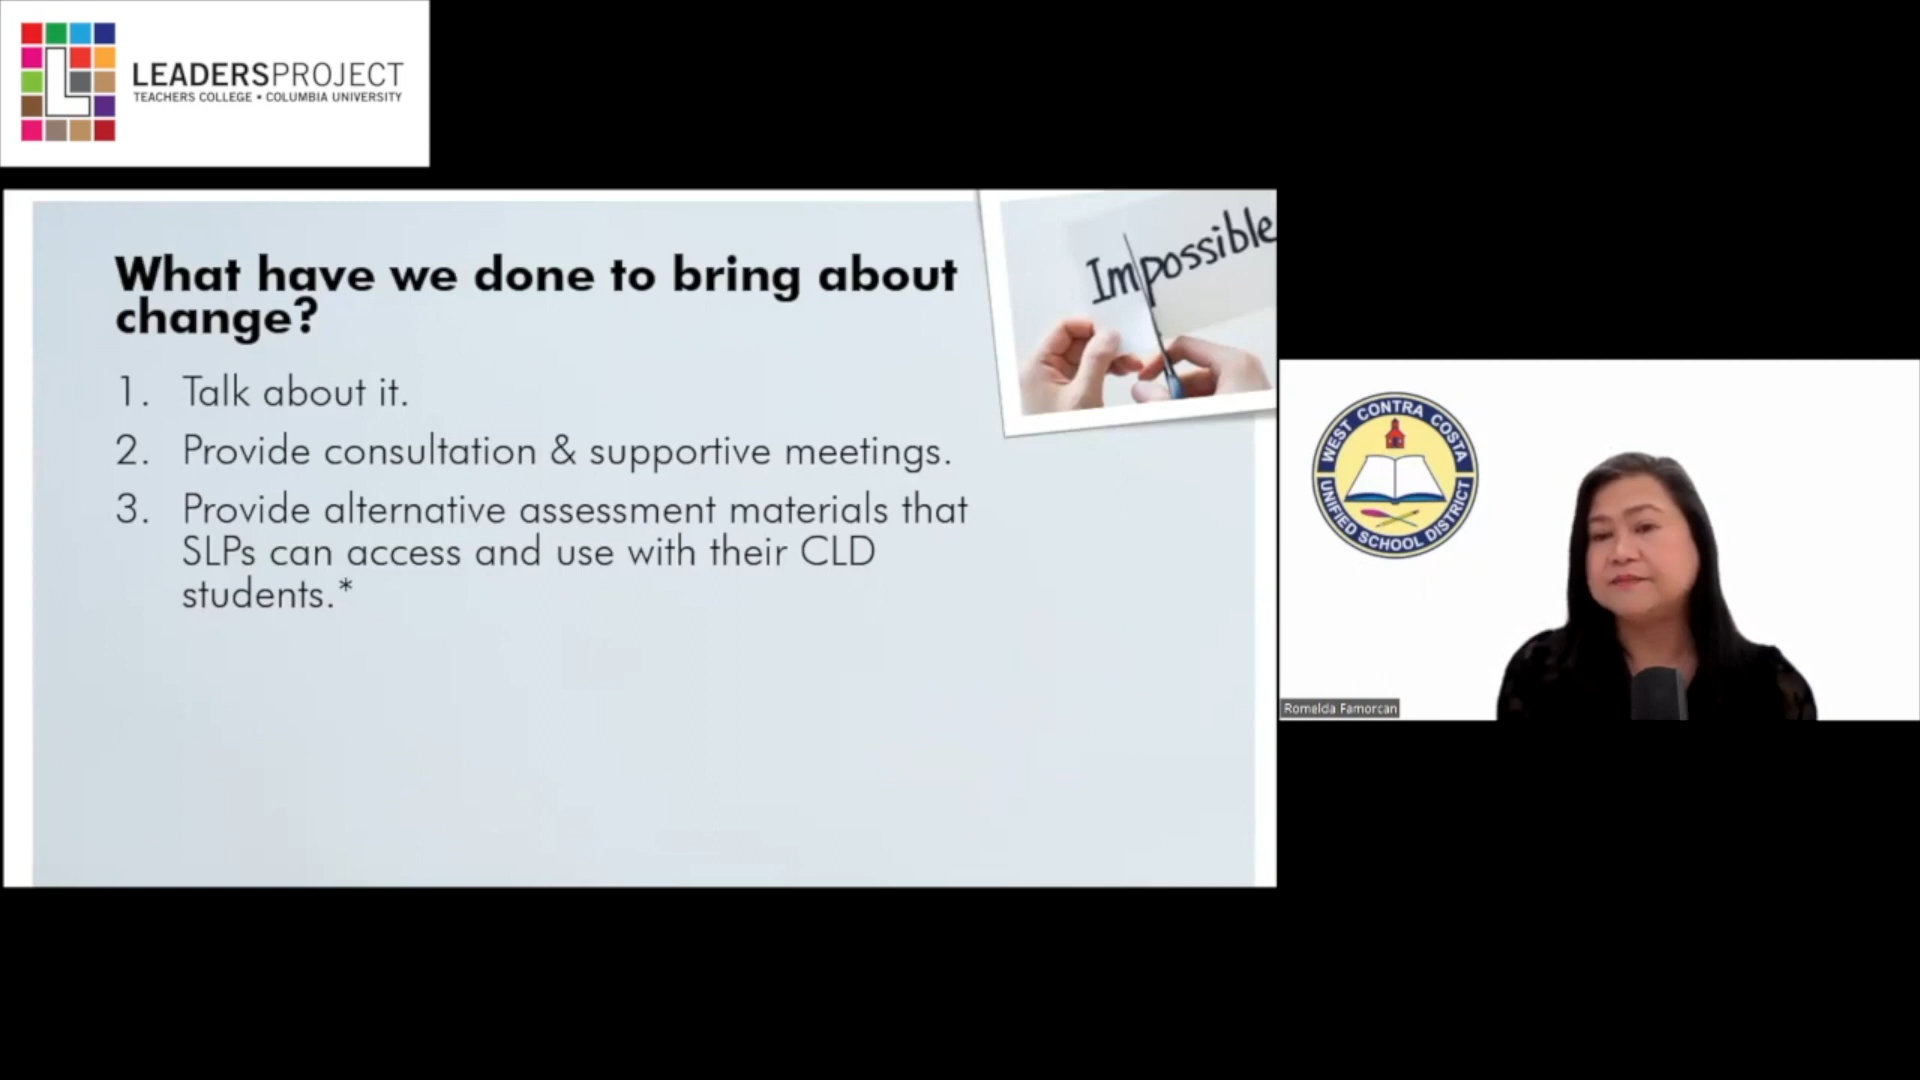 LEADERSPROJECT
TEACHERS COLLEGE • COLUMBIA UNIVERSITY
What have we done to bring about
change?
1. Talk about it.
2. Provide consultation & supportive meetings.
3. Provide alternative assessment materials that
SLPs can access and use with their CLD
students.*
Impossible
WEST CONTRA COSTA
UNIFIED SCHOOL DISTRICT
Romelda Famorcan